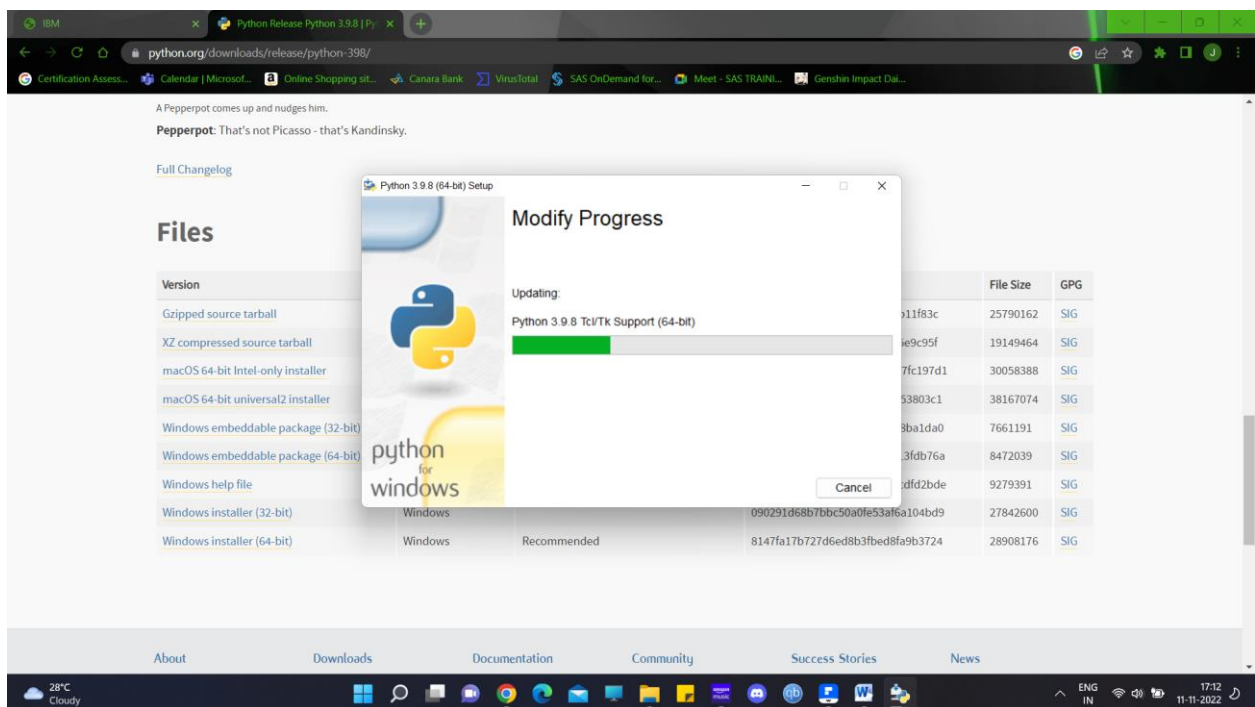 IBM
Python Release Python 3.9.8 | Py
python.org/downloads/release/python-398/
Certification Assess...
Calendar | Microsof...
Online Shopping sit...
Canara Bank
VirusTotal
SAS OnDemand for...
Meet - SAS TRAINI...
Genshin Impact Dai...
A Pepperpot comes up and nudges him.
Pepperpot: That's not Picasso - that's Kandinsky.
Full Changelog
Files
Version File Size GPG
Gzipped source tarball b11f83c 25790162 SIG
XZ compressed source tarball 19149464 SIG
macOS 64-bit Intel-only installer 7fc197d1 30058388 SIG
macOS 64-bit universal2 installer 53803c1 38167074 SIG
Windows embeddable package (32-bit) 7661191 SIG
Windows embeddable package (64-bit) 3fdb76a 8472039 SIG
Windows help file dfd2bde 9279391 SIG
Windows installer (32-bit) Windows 090291d68b7bbc50a0fe53af6a104bd9 27842600 SIG
Windows installer (64-bit) Windows Recommended 8147fa17b727d6ed8b3fbed8fa9b3724 28908176 SIG
Python 3.9.8 (64-bit) Setup
Modify Progress
Updating:
Python 3.9.8 Tcl/Tk Support (64-bit)
python
for
windows
Cancel
About
Downloads
Documentation
Community
Success Stories
News
28°C
Cloudy
ENG
IN
17:12
11-11-2022